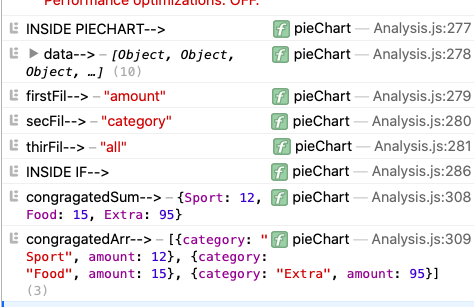 Performance optimizations: OFF.
INSIDE PIECHART--> f pieChart — Analysis.js:277
data--> – [Object, Object, f pieChart — Analysis.js:278
Object, …] (10)
firstFil--> – "amount" f pieChart — Analysis.js:279
secFil--> – "category" f pieChart — Analysis.js:280
thirFil--> – "all" f pieChart — Analysis.js:281
INSIDE IF--> f pieChart — Analysis.js:286
congragatedSum--> – {Sport: 12, f pieChart — Analysis.js:308
Food: 15, Extra: 95}
congragatedArr--> – [{category: " f pieChart — Analysis.js:309
Sport", amount: 12}, {category:
"Food", amount: 15}, {category: "Extra", amount: 95}]
(3)